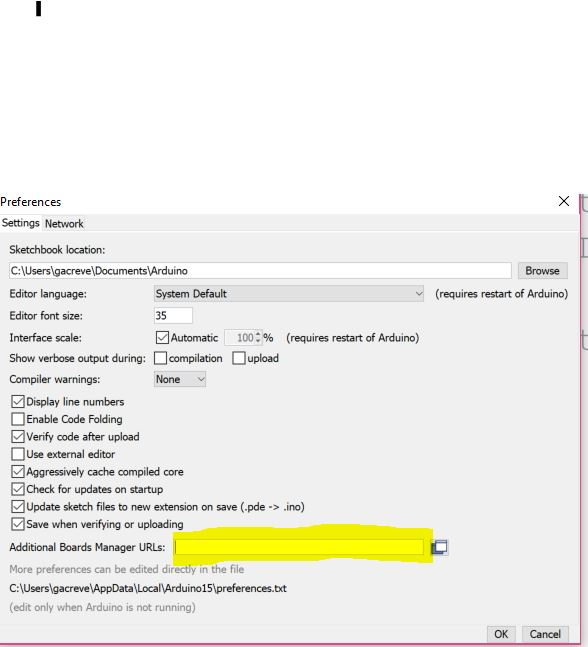 Preferences
Settings Network
Sketchbook location:
C:\Users\gacreve\Documents\Arduino Browse
Editor language: System Default (requires restart of Arduino)
Editor font size: 35
Interface scale: Automatic 100 % (requires restart of Arduino)
Show verbose output during: compilation upload
Compiler warnings: None
Display line numbers
Enable Code Folding
Verify code after upload
Use external editor
Aggressively cache compiled core
Check for updates on startup
Update sketch files to new extension on save (.pde -> .ino)
Save when verifying or uploading
Additional Boards Manager URLs:
More preferences can be edited directly in the file
C:\Users\gacreve\AppData\Local\Arduino15\preferences.txt
(edit only when Arduino is not running)
OK Cancel